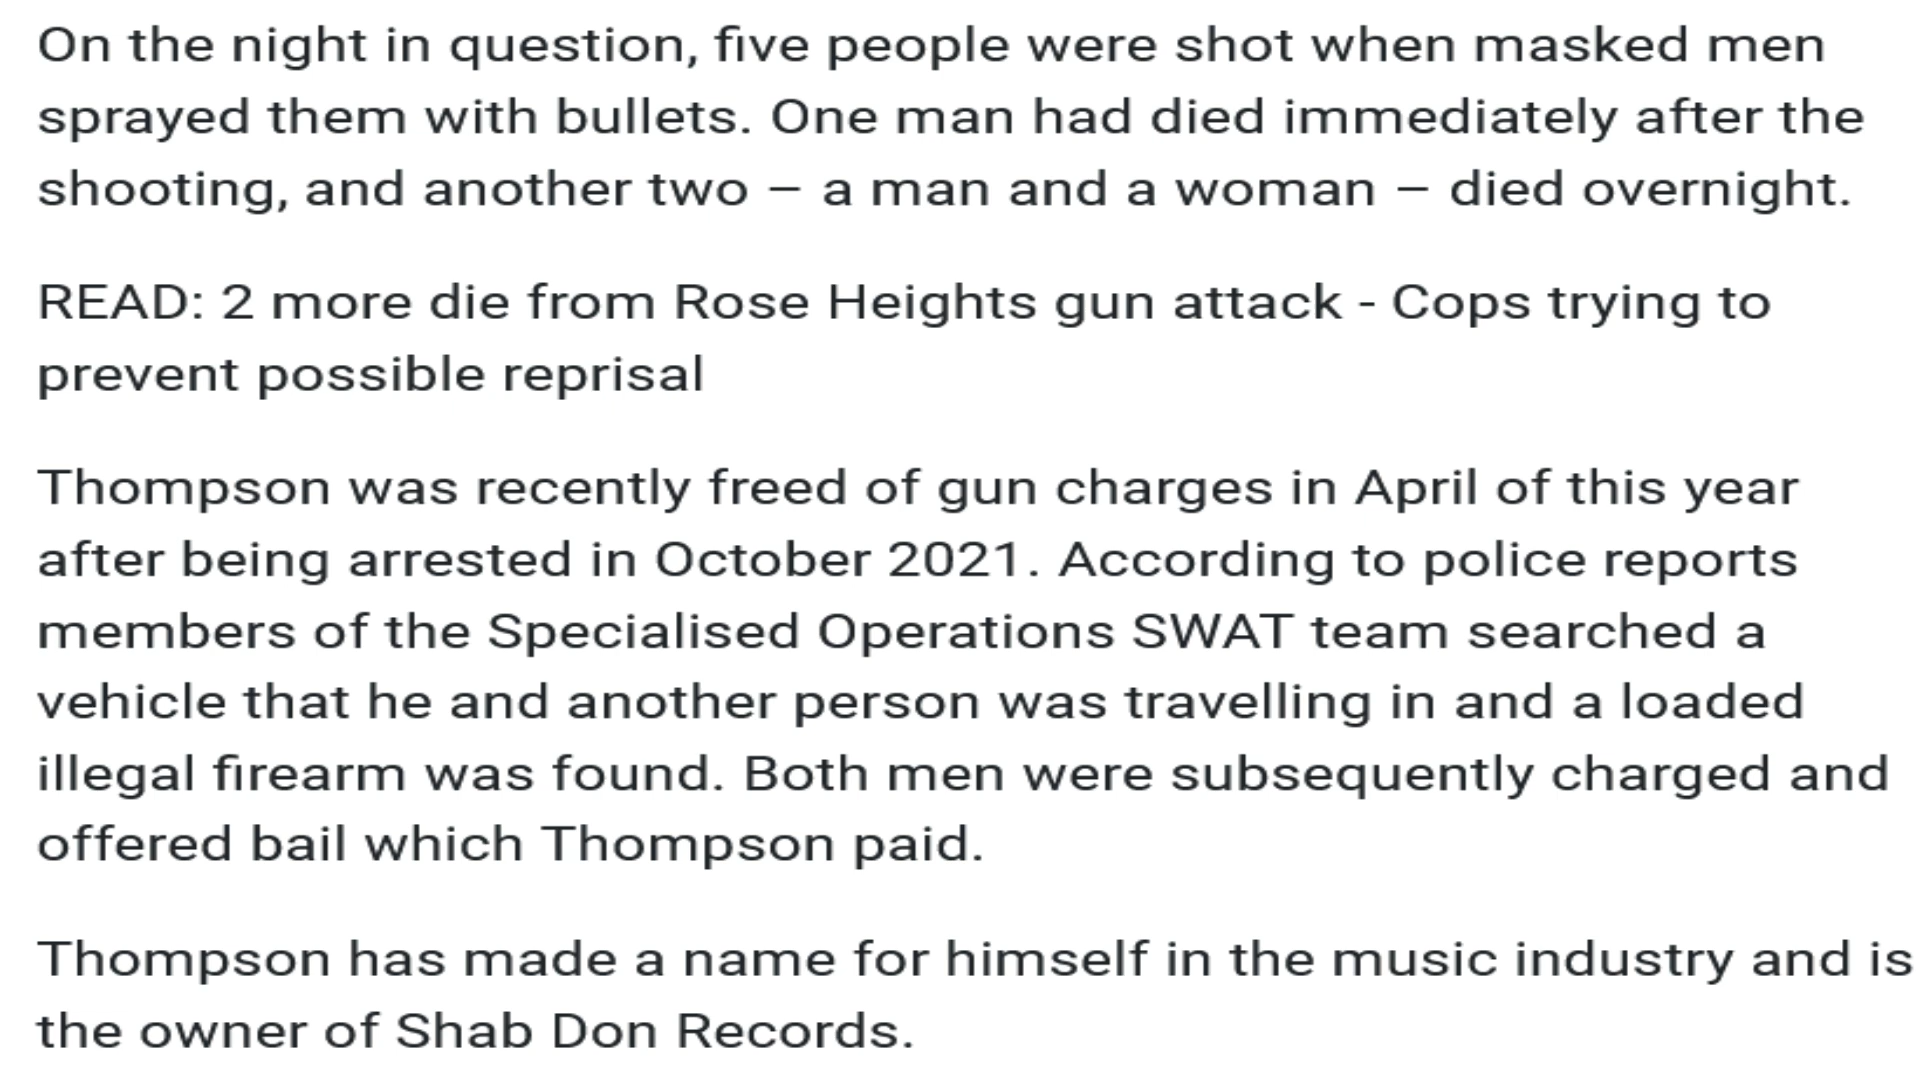 On the night in question, five people were shot when masked men
sprayed them with bullets. One man had died immediately after the
shooting, and another two – a man and a woman – died overnight.
READ: 2 more die from Rose Heights gun attack - Cops trying to
prevent possible reprisal
Thompson was recently freed of gun charges in April of this year
after being arrested in October 2021. According to police reports
members of the Specialised Operations SWAT team searched a
vehicle that he and another person was travelling in and a loaded
illegal firearm was found. Both men were subsequently charged and
offered bail which Thompson paid.
Thompson has made a name for himself in the music industry and is
the owner of Shab Don Records.